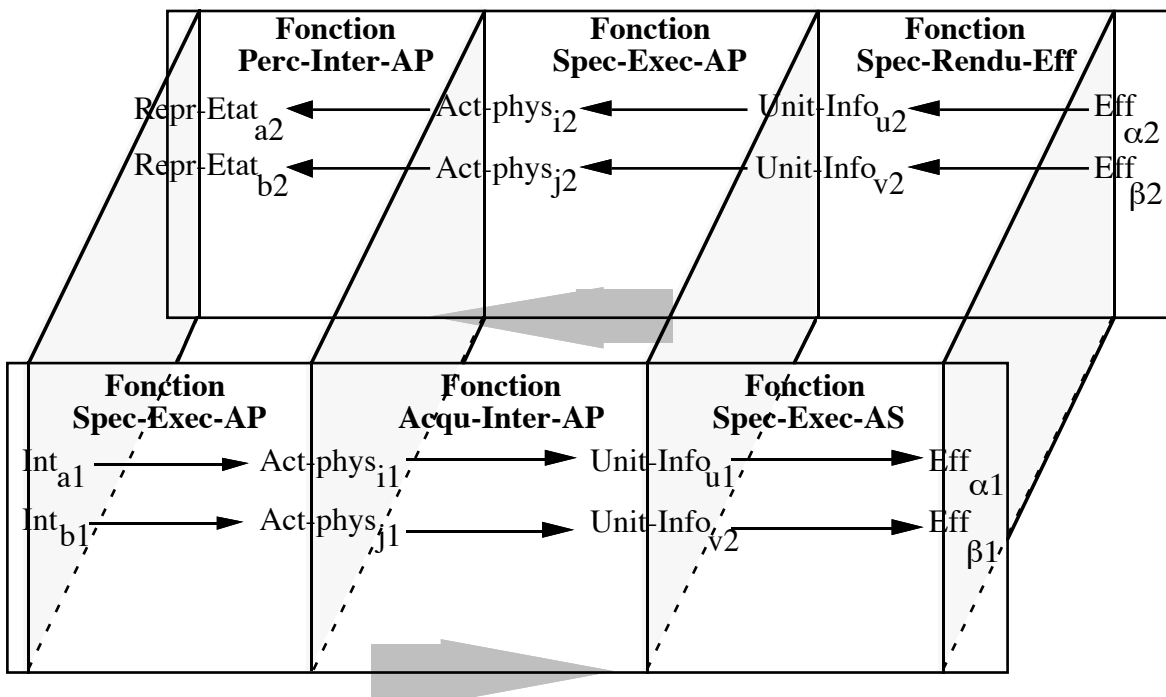 Fonction Fonction Fonction
Perc-Inter-AP Spec-Exec-AP Spec-Rendu-Eff
Repr-Etat a2 Act-phys i2 Unit-Info u2 Eff α2
Repr-Etat b2 Act-phys j2 Unit-Info v2 Eff β2
Fonction Fonction Fonction
Spec-Exec-AP Acqu-Inter-AP Spec-Exec-AS
Int a1 Act-phys i1 Unit-Info u1 Eff α1
Int b1 Act-phys j1 Unit-Info v2 Eff β1